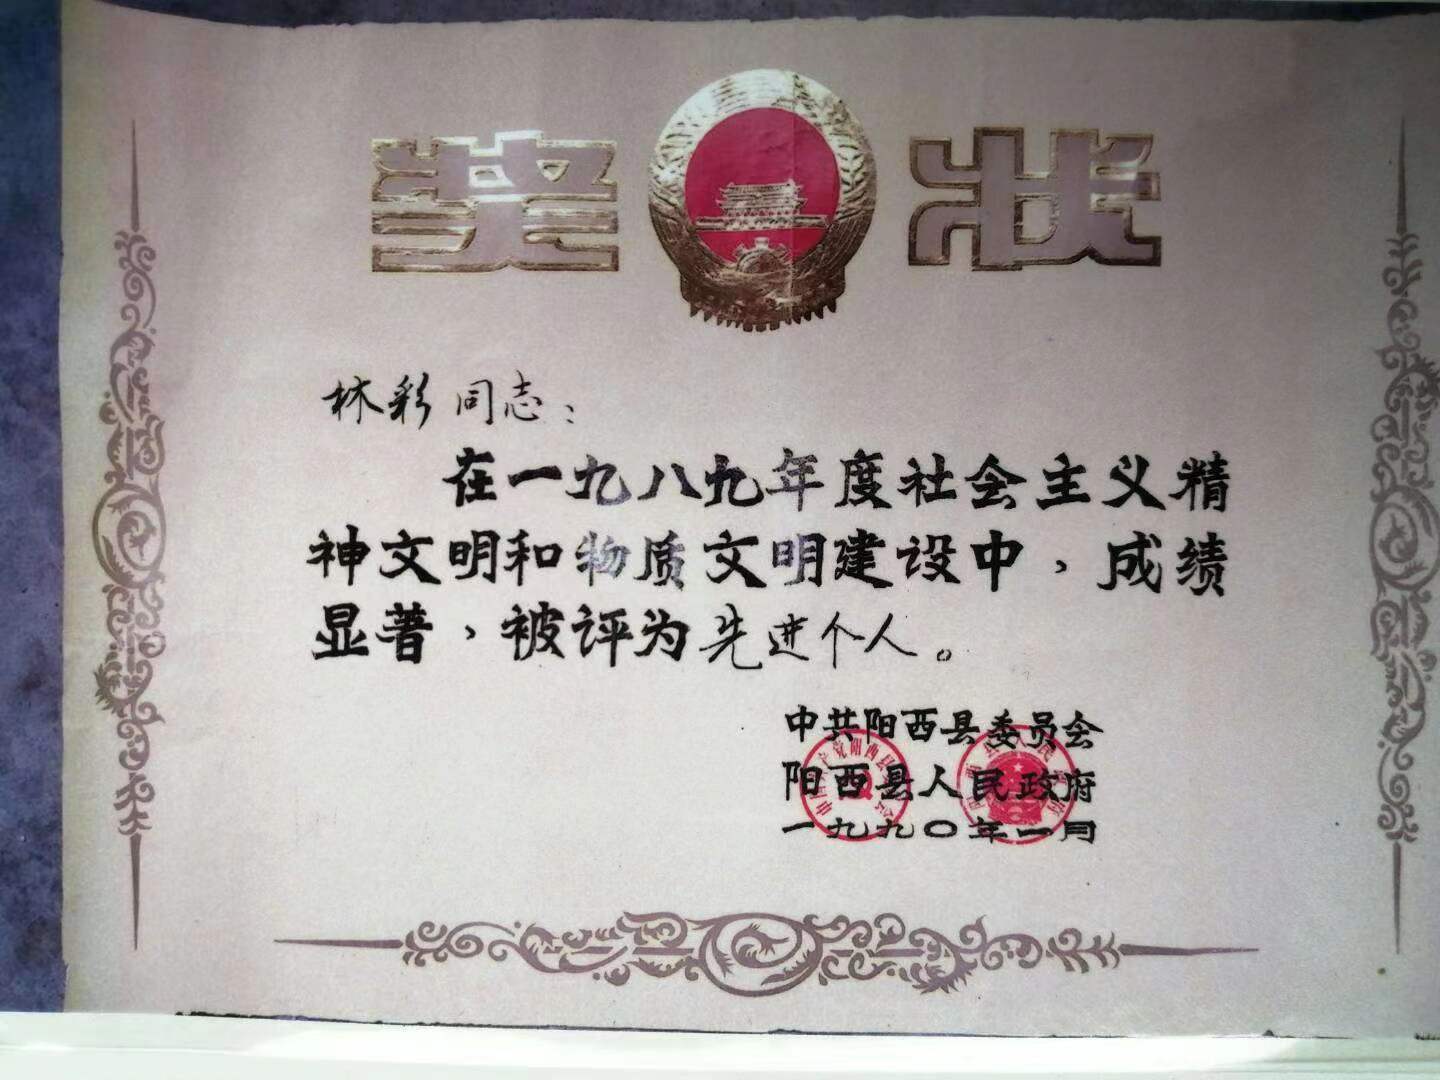 奖状
林彩同志：
在一九八九年度社会主义精
神文明和物质文明建设中，成绩
显著，被评为先进个人。
中共阳西县委员会
阳西县人民政府
一九九〇年一月